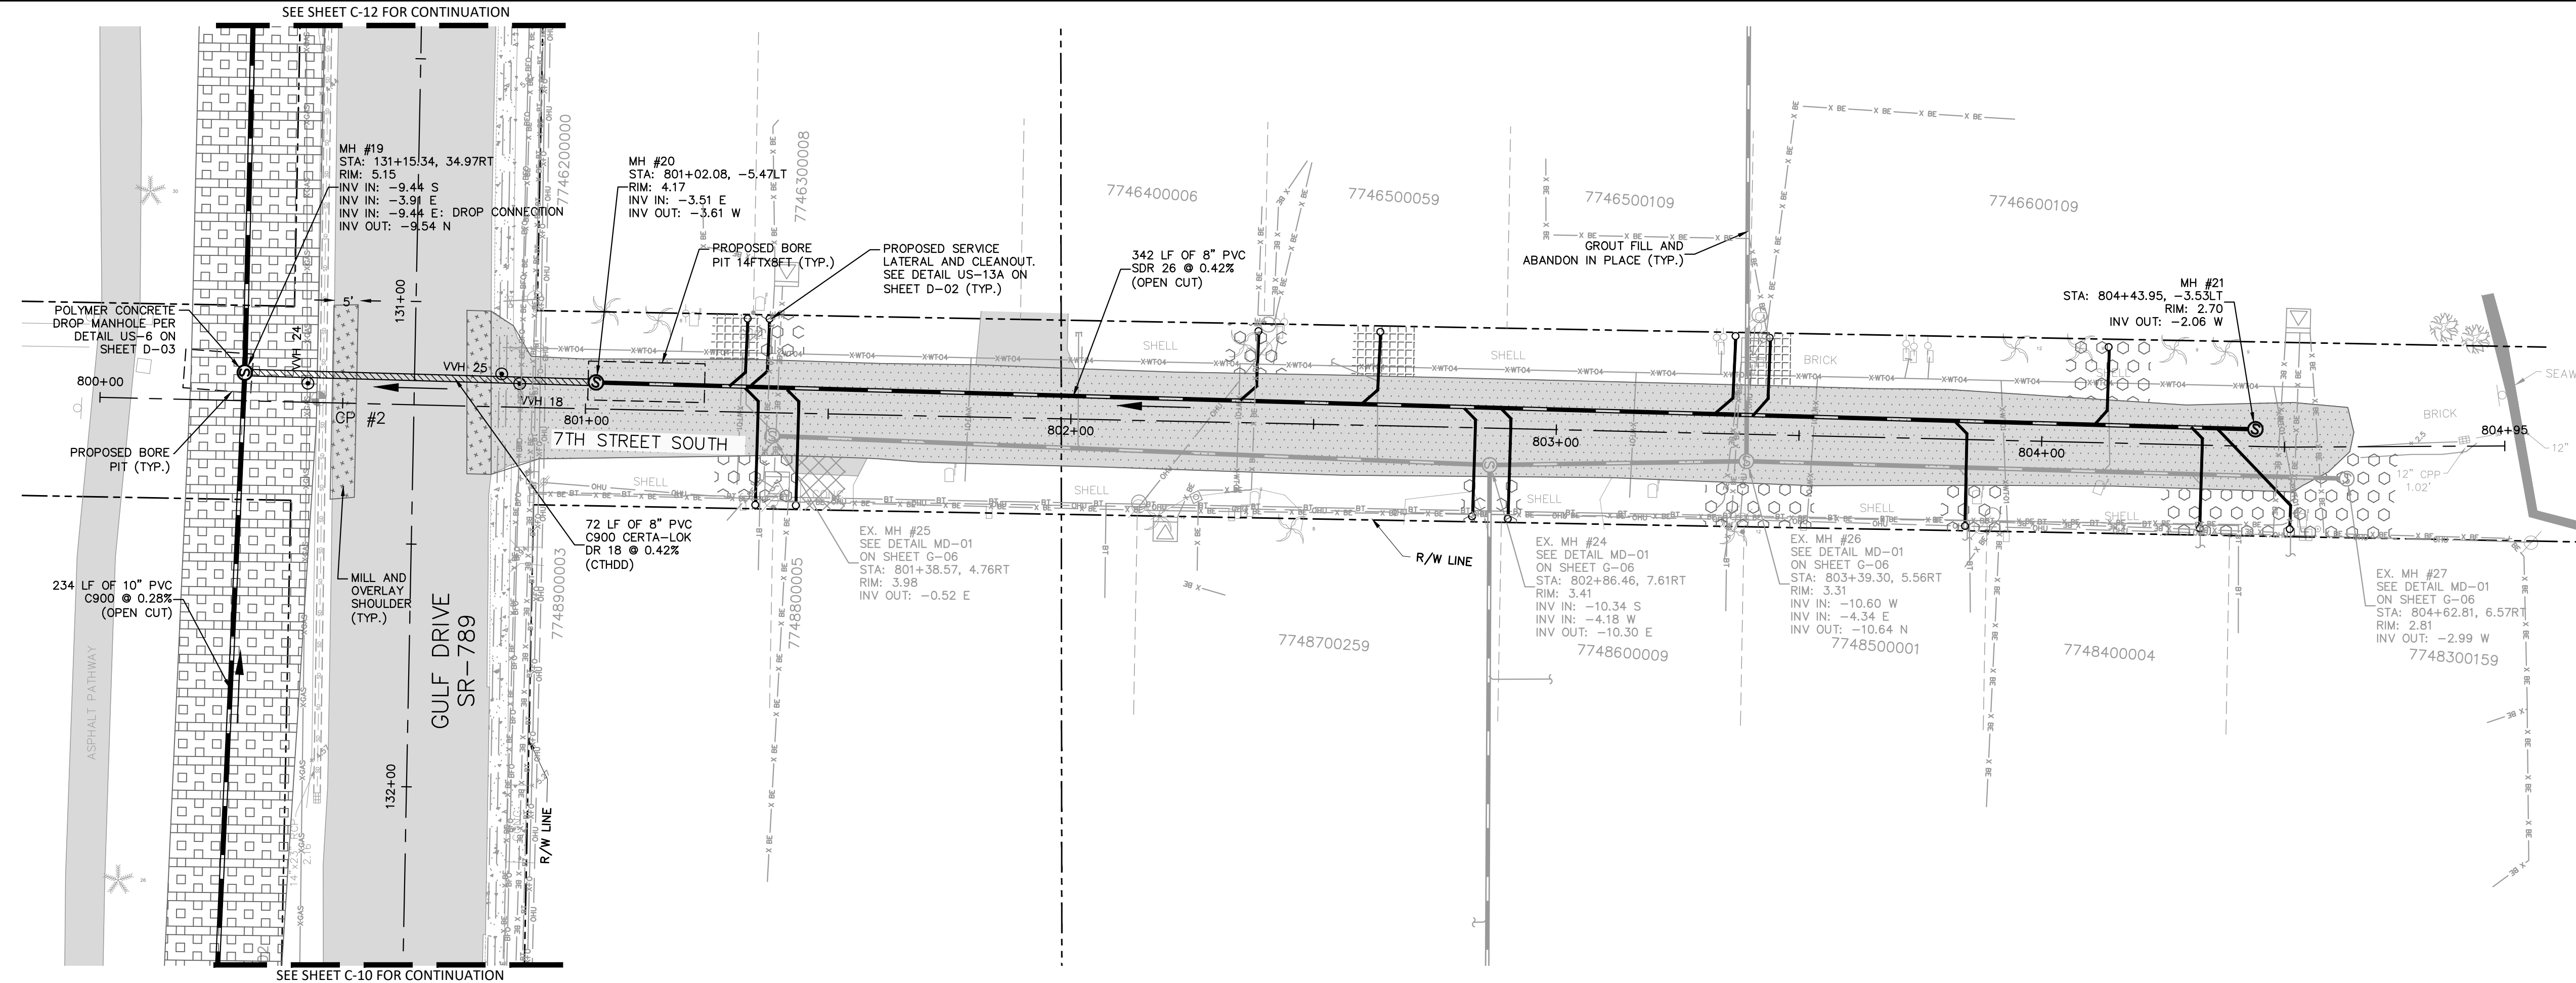 SEE SHEET C-12 FOR CONTINUATION
MH #19
STA: 131+15.34, 34.97RT
RIM: 5.15
INV IN: -9.44 S
INV IN: -3.91 E
INV IN: -9.44 E: DROP CONNECTION
INV OUT: -9.54 N
7746200000
MH #20
STA: 801+02.08, -5.47LT
RIM: 4.17
INV IN: -3.51 E
INV OUT: -3.61 W
7746300008
PROPOSED BORE
PIT 14FTX8FT (TYP.)
PROPOSED SERVICE
LATERAL AND CLEANOUT.
SEE DETAIL US-13A ON
SHEET D-02 (TYP.)
7746400006
342 LF OF 8" PVC
SDR 26 @ 0.42%
(OPEN CUT)
7746500059
7746500109
GROUT FILL AND
ABANDON IN PLACE (TYP.)
7746600109
MH #21
STA: 804+43.95, -3.53LT
RIM: 2.70
INV OUT: -2.06 W
POLYMER CONCRETE
DROP MANHOLE PER
DETAIL US-6 ON
SHEET D-03
5'
131+00
VVH 24
VVH 25
VVH 18
800+00
CP #2
801+00
7TH STREET SOUTH
802+00
803+00
804+00
804+95
SHELL
SHELL
BRICK
SHELL
BRICK
12"
12" CPP
1.02'
PROPOSED BORE
PIT (TYP.)
SHELL
SHELL
SHELL
SHELL
SHELL
72 LF OF 8" PVC
C900 CERTA-LOK
DR 18 @ 0.42%
(CTHDD)
MILL AND
OVERLAY
SHOULDER
(TYP.)
234 LF OF 10" PVC
C900 @ 0.28%
(OPEN CUT)
ASPHALT PATHWAY
GULF DRIVE
SR-789
132+00
R/W LINE
7748900003
7748800005
EX. MH #25
SEE DETAIL MD-01
ON SHEET G-06
STA: 801+38.57, 4.76RT
RIM: 3.98
INV OUT: -0.52 E
7748700259
R/W LINE
EX. MH #24
SEE DETAIL MD-01
ON SHEET G-06
STA: 802+86.46, 7.61RT
RIM: 3.41
INV IN: -10.34 S
INV IN: -4.18 W
INV OUT: -10.30 E
7748600009
EX. MH #26
SEE DETAIL MD-01
ON SHEET G-06
STA: 803+39.30, 5.56RT
RIM: 3.31
INV IN: -10.60 W
INV IN: -4.34 E
INV OUT: -10.64 N
7748500001
7748400004
EX. MH #27
SEE DETAIL MD-01
ON SHEET G-06
STA: 804+62.81, 6.57RT
RIM: 2.81
INV OUT: -2.99 W
7748300159
SEE SHEET C-10 FOR CONTINUATION